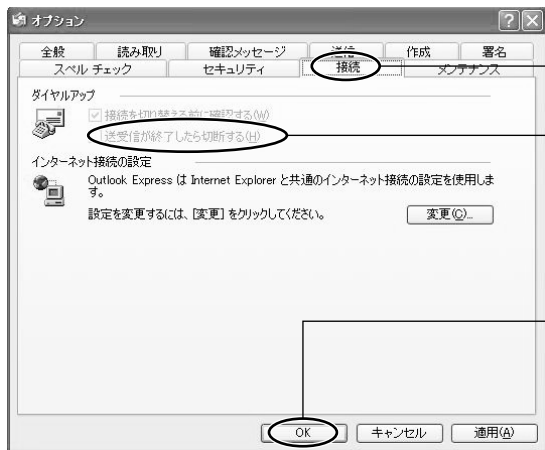 オプション
全般 読み取り 確認メッセージ 送信 作成 署名
スペル チェック セキュリティ 接続 メンテナンス
ダイヤルアップ
接続を切り替える前に確認する(W)
送受信が終了したら切断する(H)
インターネット接続の設定
Outlook Express は Internet Explorer と共通のインターネット接続の設定を使用しま
す。
設定を変更するには、[変更] をクリックしてください。 変更(C)...
OK キャンセル 適用(A)